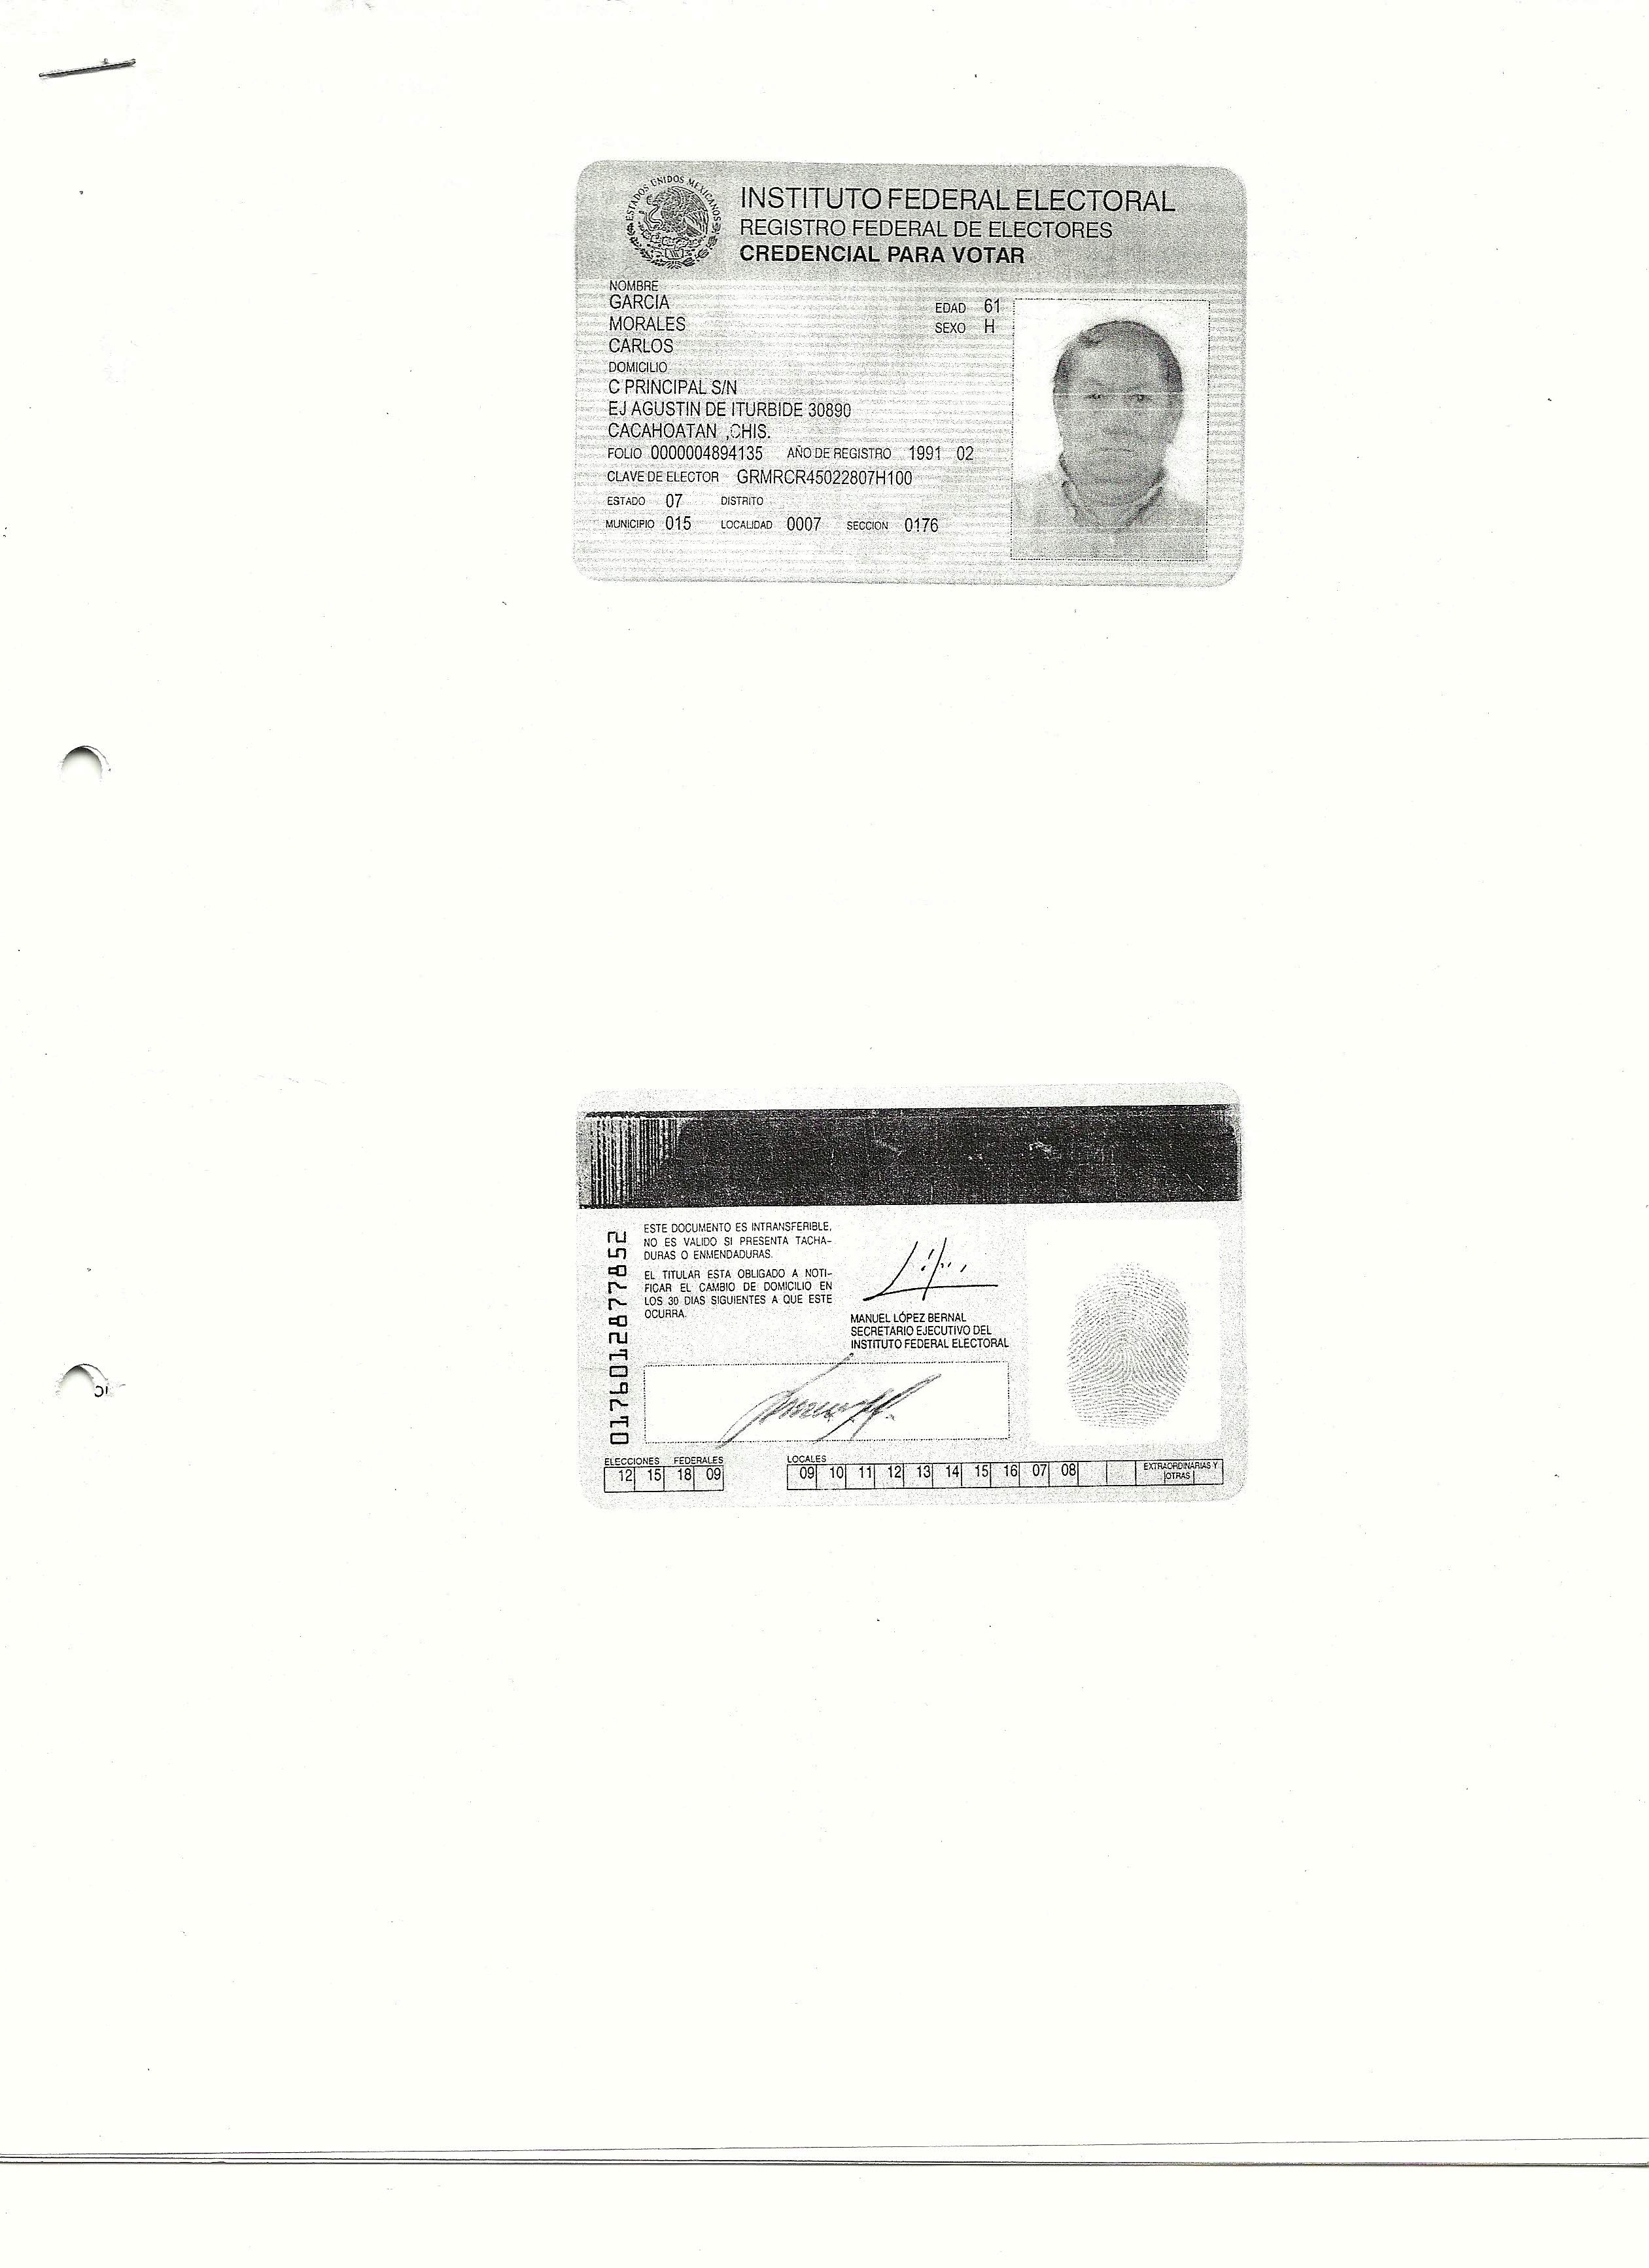 ESTADOS UNIDOS MEXICANOS
INSTITUTO FEDERAL ELECTORAL
REGISTRO FEDERAL DE ELECTORES
CREDENCIAL PARA VOTAR
NOMBRE
GARCIA
MORALES
CARLOS
EDAD 61
SEXO H
DOMICILIO
C PRINCIPAL S/N
EJ AGUSTIN DE ITURBIDE 30890
CACAHOATAN ,CHIS.
FOLIO 0000004894135 AÑO DE REGISTRO 1991 02
CLAVE DE ELECTOR GRMRCR45022807H100
ESTADO 07 DISTRITO
MUNICIPIO 015 LOCALIDAD 0007 SECCION 0176
0176012877852
ESTE DOCUMENTO ES INTRANSFERIBLE,
NO ES VALIDO SI PRESENTA TACHA-
DURAS O ENMENDADURAS.
EL TITULAR ESTA OBLIGADO A NOTI-
FICAR EL CAMBIO DE DOMICILIO EN
LOS 30 DIAS SIGUIENTES A QUE ESTE
OCURRA.
MANUEL LÓPEZ BERNAL
SECRETARIO EJECUTIVO DEL
INSTITUTO FEDERAL ELECTORAL
ELECCIONES FEDERALES
12 15 18 09
LOCALES
09 10 11 12 13 14 15 16 07 08
EXTRAORDINARIAS Y
OTRAS